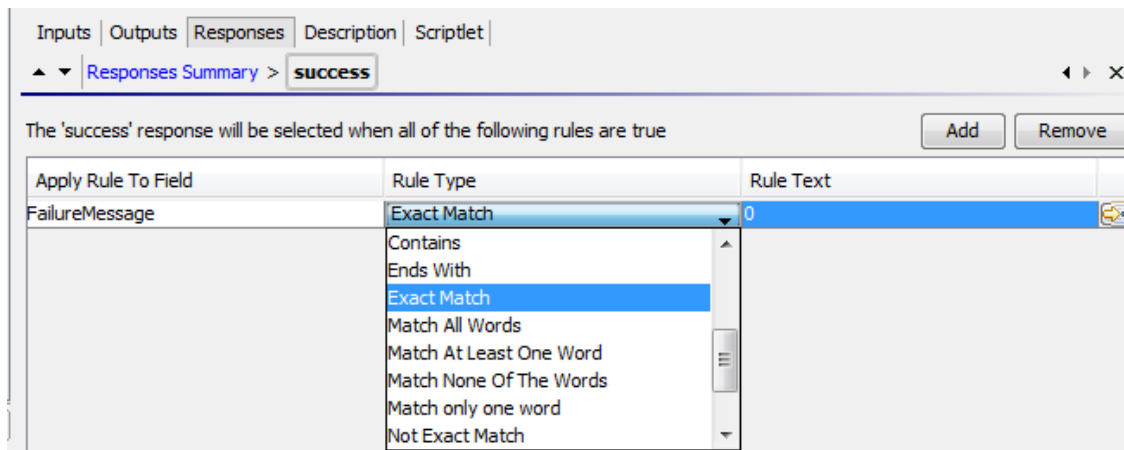 Inputs Outputs Responses Description Scriptlet
Responses Summary > success
The 'success' response will be selected when all of the following rules are true Add Remove
Apply Rule To Field Rule Type Rule Text
FailureMessage Exact Match 0
Contains
Ends With
Exact Match
Match All Words
Match At Least One Word
Match None Of The Words
Match only one word
Not Exact Match